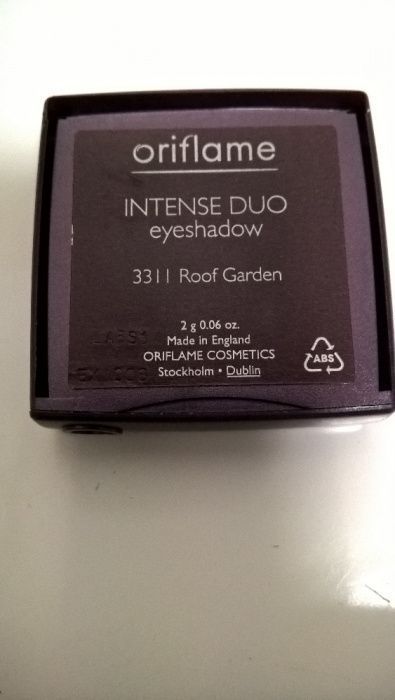 oriflame
INTENSE DUO
eyeshadow
3311 Roof Garden
2 g 0.06 oz.
Made in England
ORIFLAME COSMETICS
Stockholm • Dublin
ABS